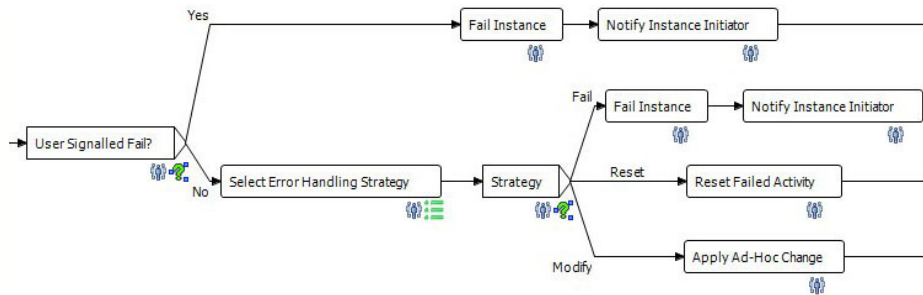 Yes
Fail Instance
Notify Instance Initiator
Fail
Fail Instance
Notify Instance Initiator
User Signalled Fail?
No
Select Error Handling Strategy
Strategy
Reset
Reset Failed Activity
Modify
Apply Ad-Hoc Change